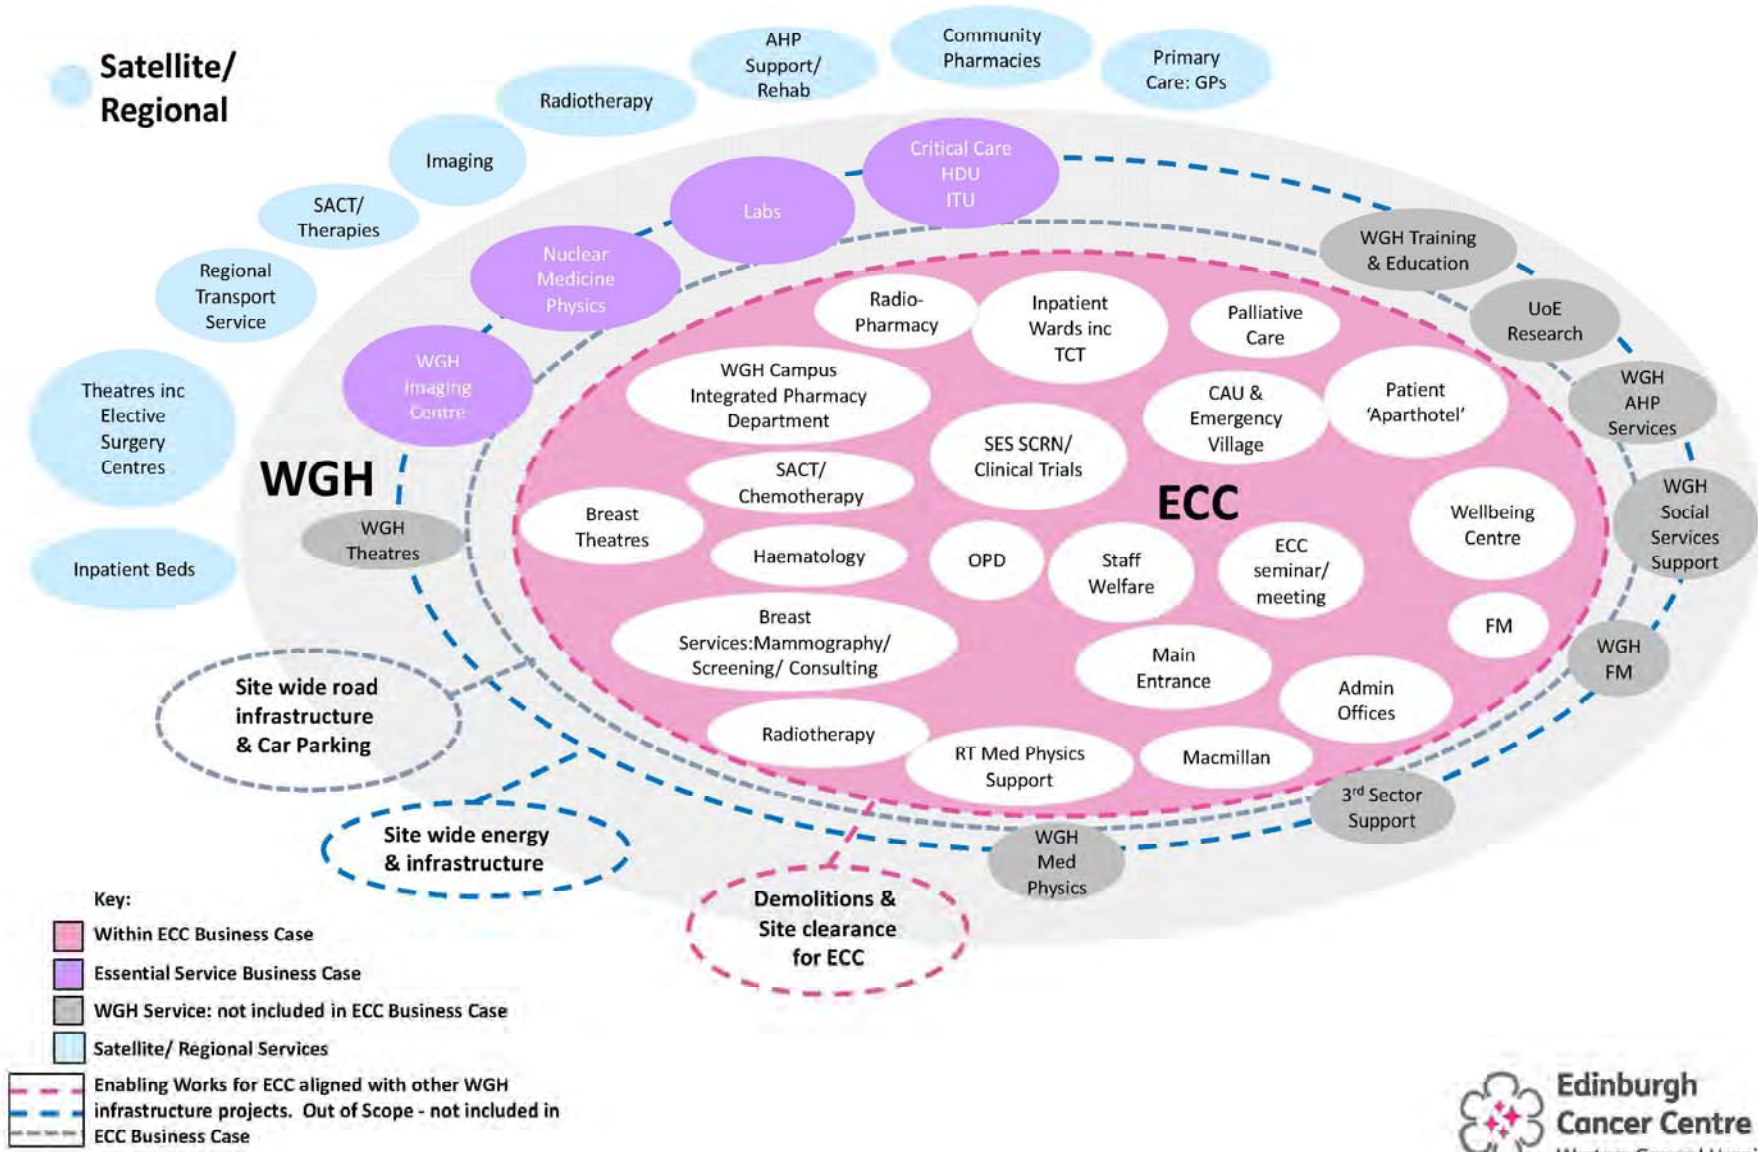 Satellite/
Regional
AHP
Support/
Rehab
Community
Pharmacies
Primary
Care: GPs
Radiotherapy
Imaging
SACT/
Therapies
Regional
Transport
Service
Theatres inc
Elective
Surgery
Centres
Inpatient Beds
Critical Care
HDU
ITU
Labs
Nuclear
Medicine
Physics
WGH
Imaging
Centre
WGH
WGH
Theatres
WGH Training
& Education
UoE
Research
WGH
AHP
Services
WGH
Social
Services
Support
WGH
FM
3rd Sector
Support
WGH
Med
Physics
Radio-
Pharmacy
Inpatient
Wards inc
TCT
Palliative
Care
WGH Campus
Integrated Pharmacy
Department
CAU &
Emergency
Village
Patient
‘Aparthotel’
SES SCRN/
Clinical Trials
SACT/
Chemotherapy
ECC
Breast
Theatres
Wellbeing
Centre
Haematology
OPD
Staff
Welfare
ECC
seminar/
meeting
Breast
Services:Mammography/
Screening/ Consulting
FM
Main
Entrance
Admin
Offices
Radiotherapy
RT Med Physics
Support
Macmillan
Site wide road
infrastructure
& Car Parking
Site wide energy
& infrastructure
Demolitions &
Site clearance
for ECC
Key:
Within ECC Business Case
Essential Service Business Case
WGH Service: not included in ECC Business Case
Satellite/ Regional Services
Enabling Works for ECC aligned with other WGH
infrastructure projects. Out of Scope - not included in
ECC Business Case
Edinburgh
Cancer Centre